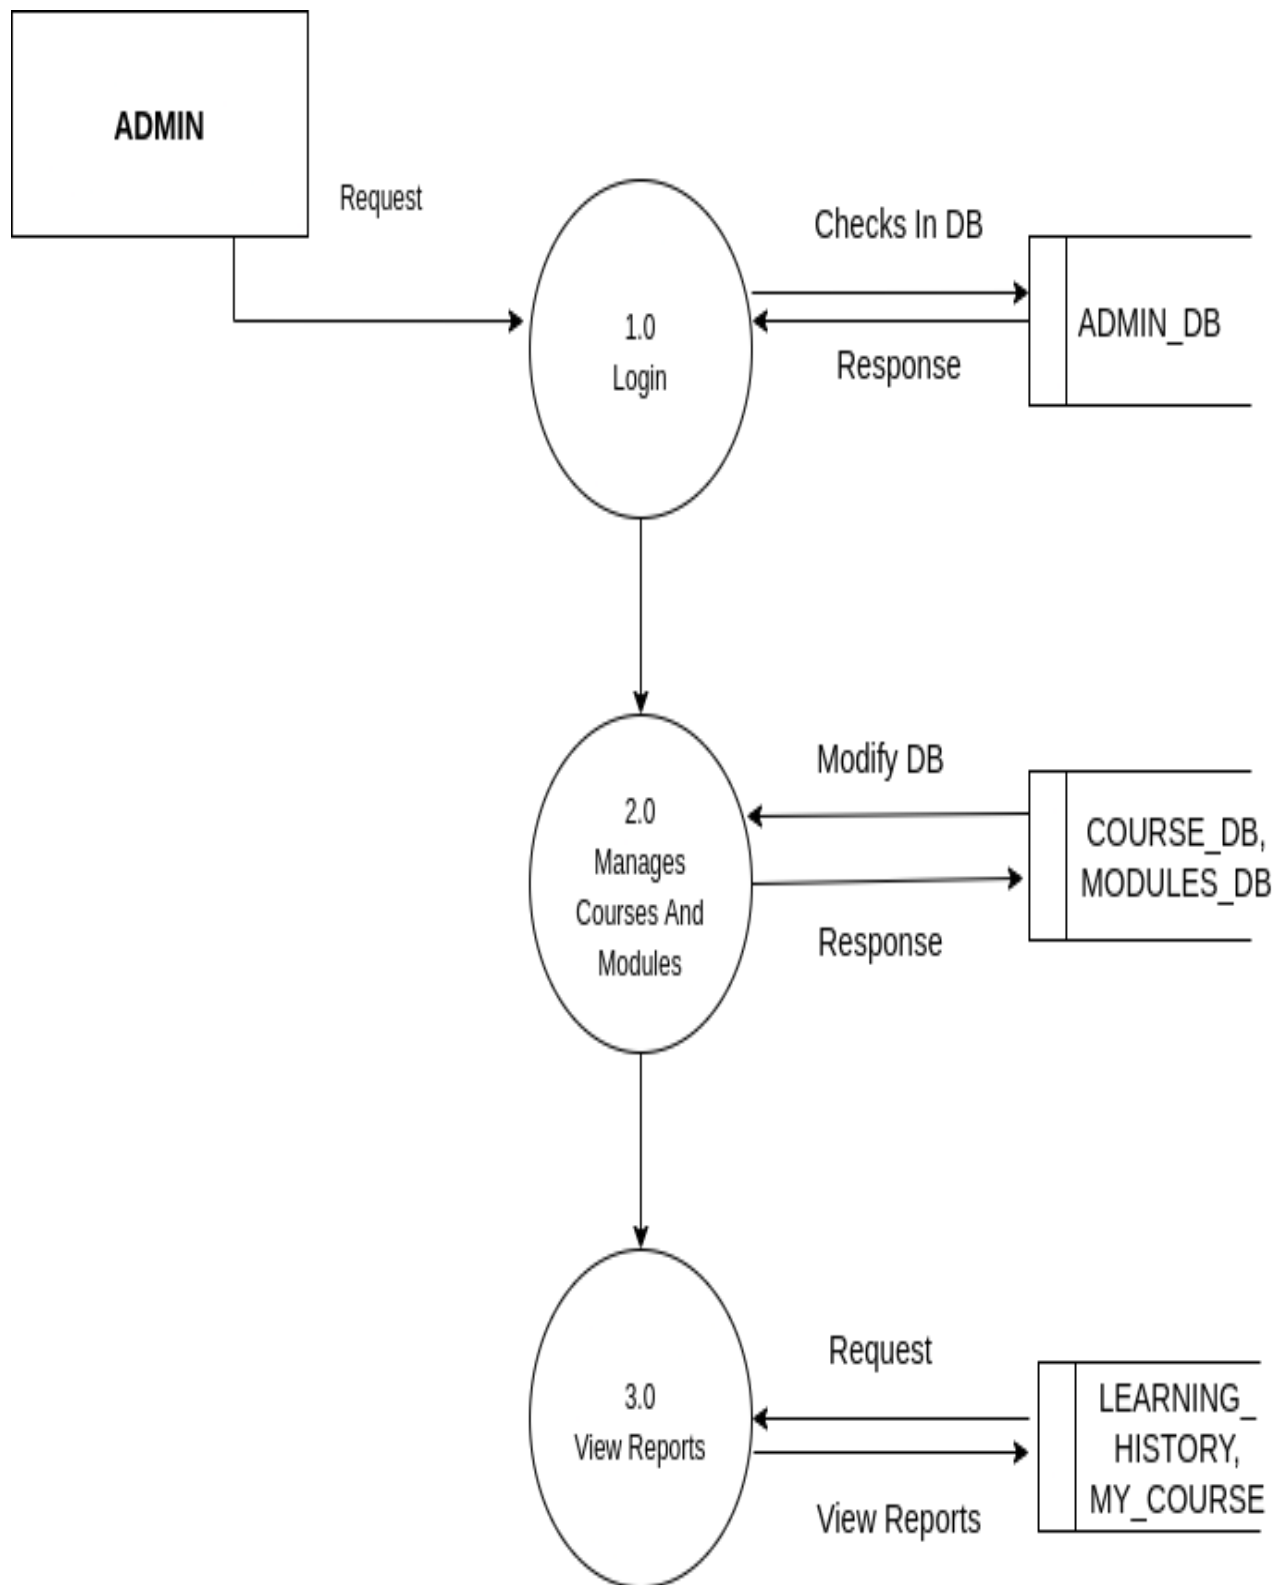 ADMIN
Request
Checks In DB
1.0
Login
ADMIN_DB
Response
Modify DB
2.0
Manages
Courses And
Modules
COURSE_DB,
MODULES_DB
Response
Request
3.0
View Reports
LEARNING_
HISTORY,
MY_COURSE
View Reports